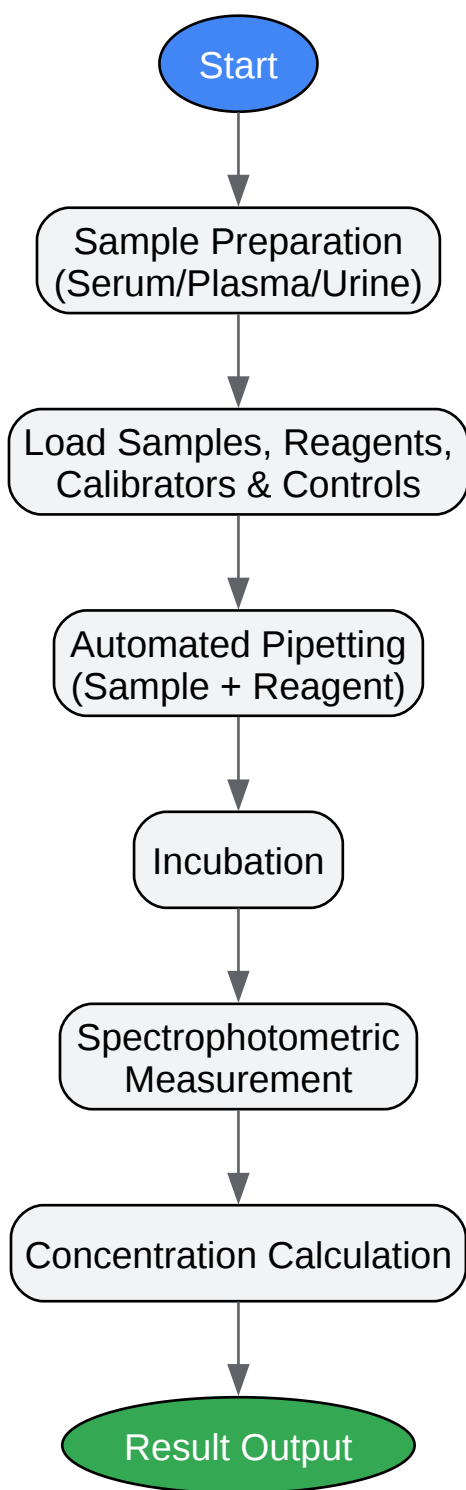 Start
Sample Preparation
(Serum/Plasma/Urine)
Load Samples, Reagents,
Calibrators & Controls
Automated Pipetting
(Sample + Reagent)
Incubation
Spectrophotometric
Measurement
Concentration Calculation
Result Output